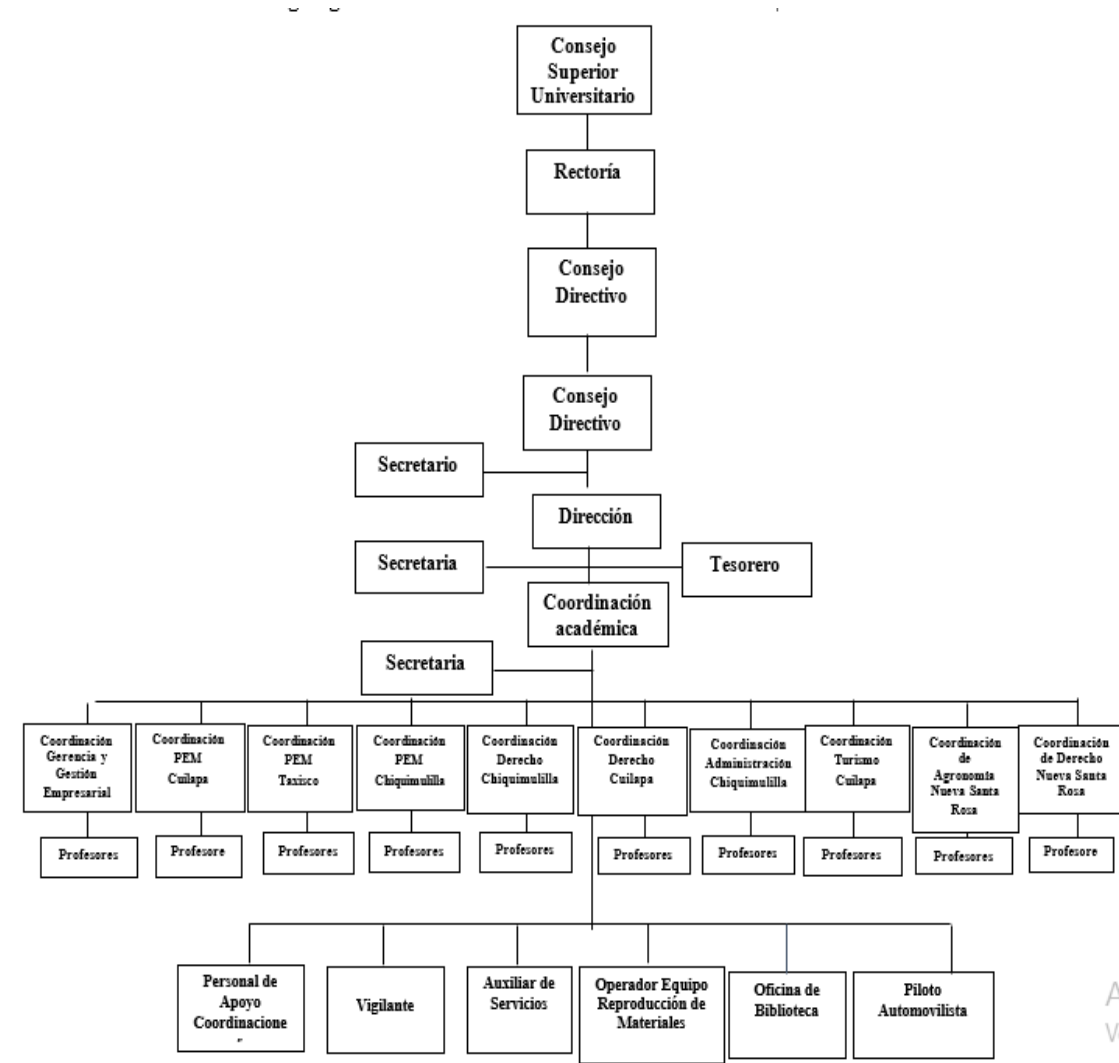 Consejo
Superior
Universitario
Rectoría
Consejo
Directivo
Consejo
Directivo
Secretario
Dirección
Secretaria
Tesorero
Coordinación
académica
Secretaria
Coordinación
Gerencia y
Gestión
Empresarial
Coordinación
PEM
Cuilapa
Coordinación
PEM
Taxisco
Coordinación
PEM
Chiquimulilla
Coordinación
Derecho
Chiquimulilla
Coordinación
Derecho
Cuilapa
Coordinación
Administración
Chiquimulilla
Coordinación
Turismo
Cuilapa
Coordinación
de
Agronomía
Nueva Santa
Rosa
Coordinación
de Derecho
Nueva Santa
Rosa
Profesores
Profesore
Profesores
Profesores
Profesores
Profesores
Profesores
Profesores
Profesores
Profesore
Personal de
Apoyo
Coordinacione
Vigilante
Auxiliar de
Servicios
Operador Equipo
Reproducción de
Materiales
Oficina de
Biblioteca
Piloto
Automovilista